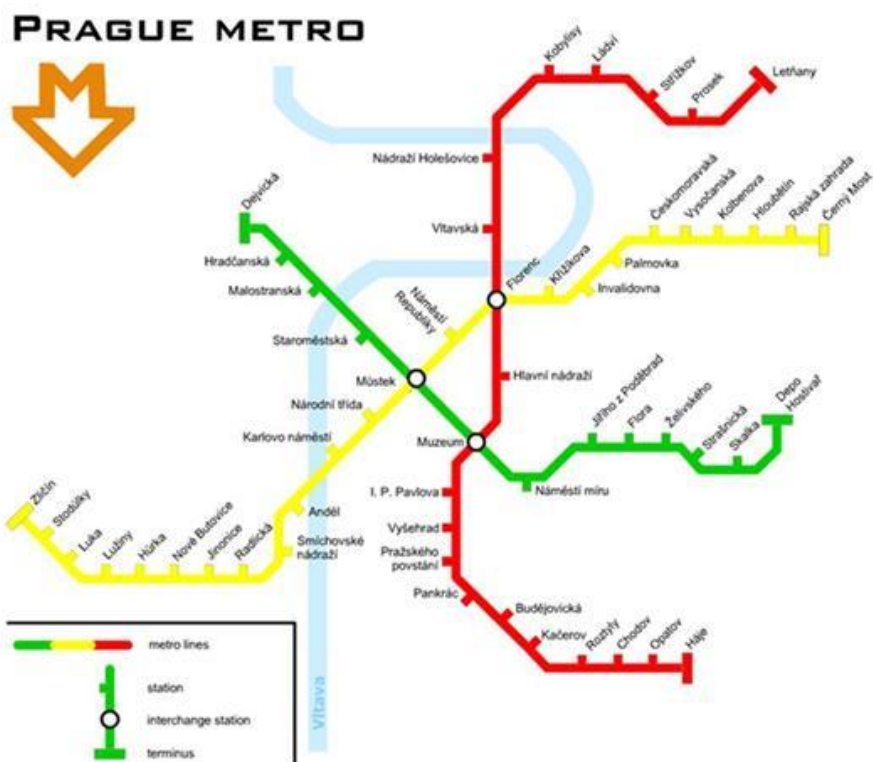 PRAGUE METRO
Kobylisy
Ládví
Střížkov
Prosek
Letňany
Nádraží Holešovice
Vltavská
Dejvická
Hradčanská
Malostranská
Staroměstská
Můstek
Náměstí
Republiky
Florenc
Křižíkova
Invalidovna
Palmovka
Českomoravská
Vysočanská
Kolbenova
Hloubětín
Rajská zahrada
Černý Most
Hlavní nádraží
Národní třída
Karlovo náměstí
Muzeum
Jiřího z Poděbrad
Flora
Želivského
Strašnická
Skalka
Depo
Hostivař
Náměstí míru
I. P. Pavlova
Vyšehrad
Pražského
povstání
Pankrác
Budějovická
Kačerov
Roztyly
Chodov
Opatov
Háje
Zličín
Stodůlky
Luka
Lužiny
Hůrka
Nové Butovice
Jinonice
Radlická
Anděl
Smíchovské
nádraží
metro lines
station
interchange station
terminus
Vltava